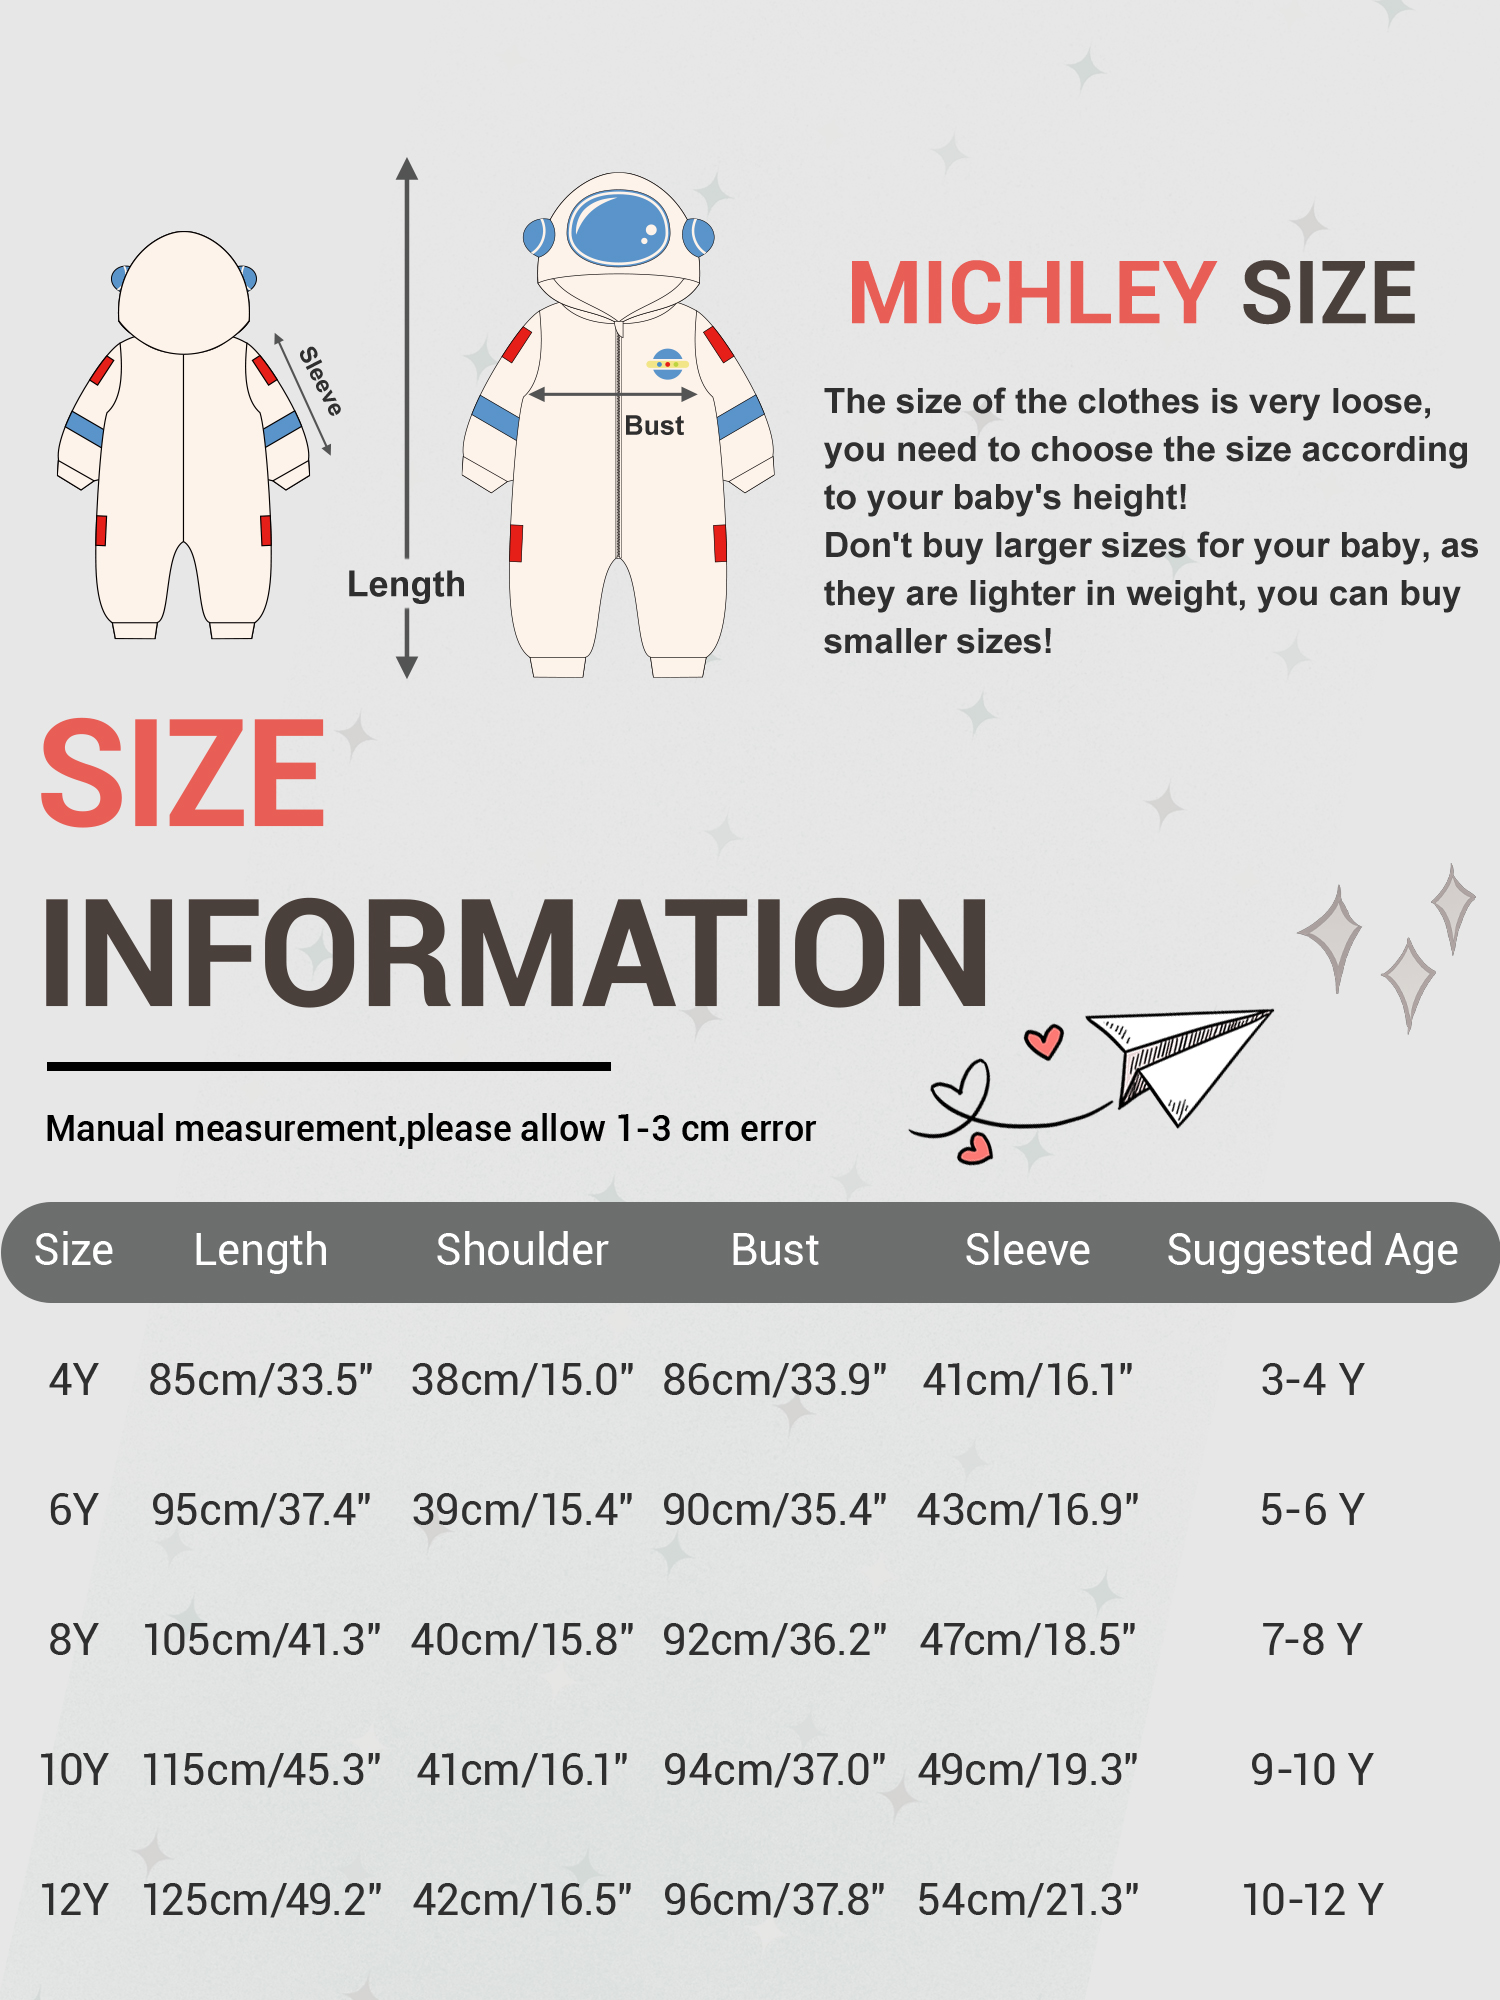 Sleeve
Bust
Length
MICHLEY SIZE
The size of the clothes is very loose,
you need to choose the size according
to your baby's height!
Don't buy larger sizes for your baby, as
they are lighter in weight, you can buy
smaller sizes!
SIZE
INFORMATION
Manual measurement,please allow 1-3 cm error
Size Length Shoulder Bust Sleeve Suggested Age
4Y 85cm/33.5" 38cm/15.0" 86cm/33.9" 41cm/16.1" 3-4 Y
6Y 95cm/37.4" 39cm/15.4" 90cm/35.4" 43cm/16.9" 5-6 Y
8Y 105cm/41.3" 40cm/15.8" 92cm/36.2" 47cm/18.5" 7-8 Y
10Y 115cm/45.3" 41cm/16.1" 94cm/37.0" 49cm/19.3" 9-10 Y
12Y 125cm/49.2" 42cm/16.5" 96cm/37.8" 54cm/21.3" 10-12 Y